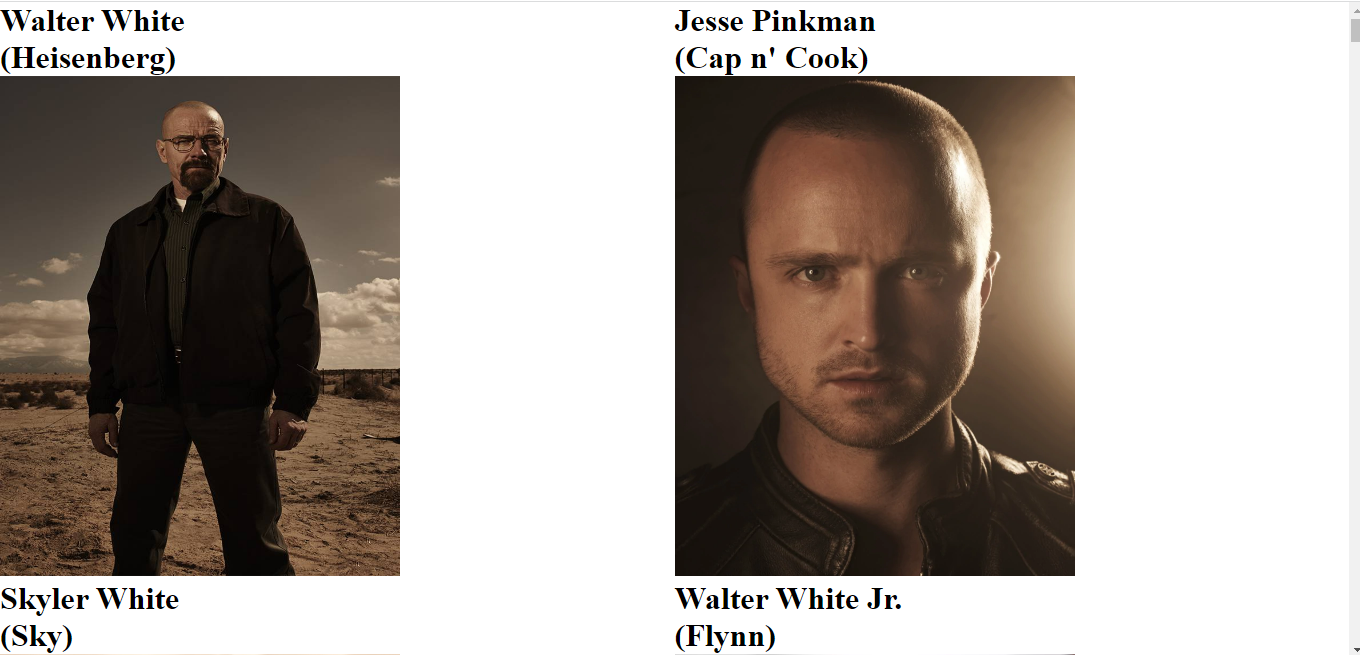 Walter White
(Heisenberg)
Jesse Pinkman
(Cap n' Cook)
Skyler White
(Sky)
Walter White Jr.
(Flynn)